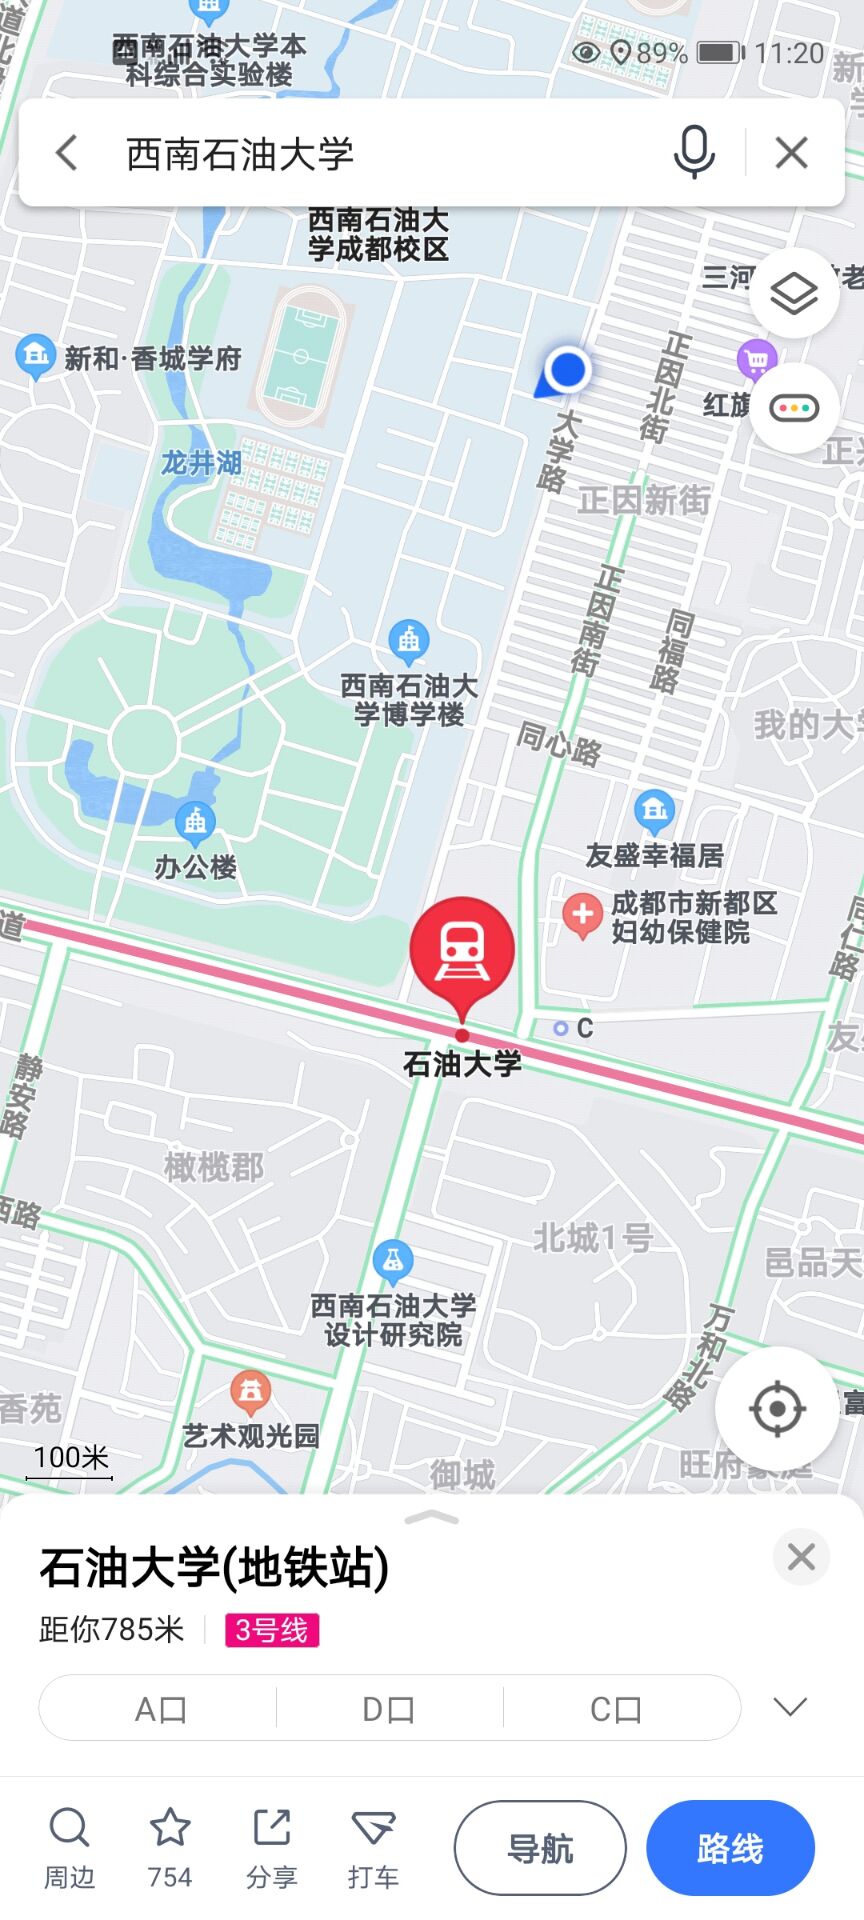 西南石油大学本
科综合实验楼
89%
11:20
西南石油大学
西南石油大
学成都校区
三河
新和·香城学府
正因北街
红旗
大学路
龙井湖
正因新街
正因南街
同福路
西南石油大
学博学楼
同心路
我的大学
友盛幸福居
办公楼
成都市新都区
妇幼保健院
同仁路
道
C
石油大学
静安路
橄榄郡
西路
北城1号
邑品天
西南石油大学
设计研究院
万和北路
香苑
艺术观光园
富
100米
御城
石油大学(地铁站)
距你785米
3号线
A口
D口
C口
周边
754
分享
打车
导航
路线